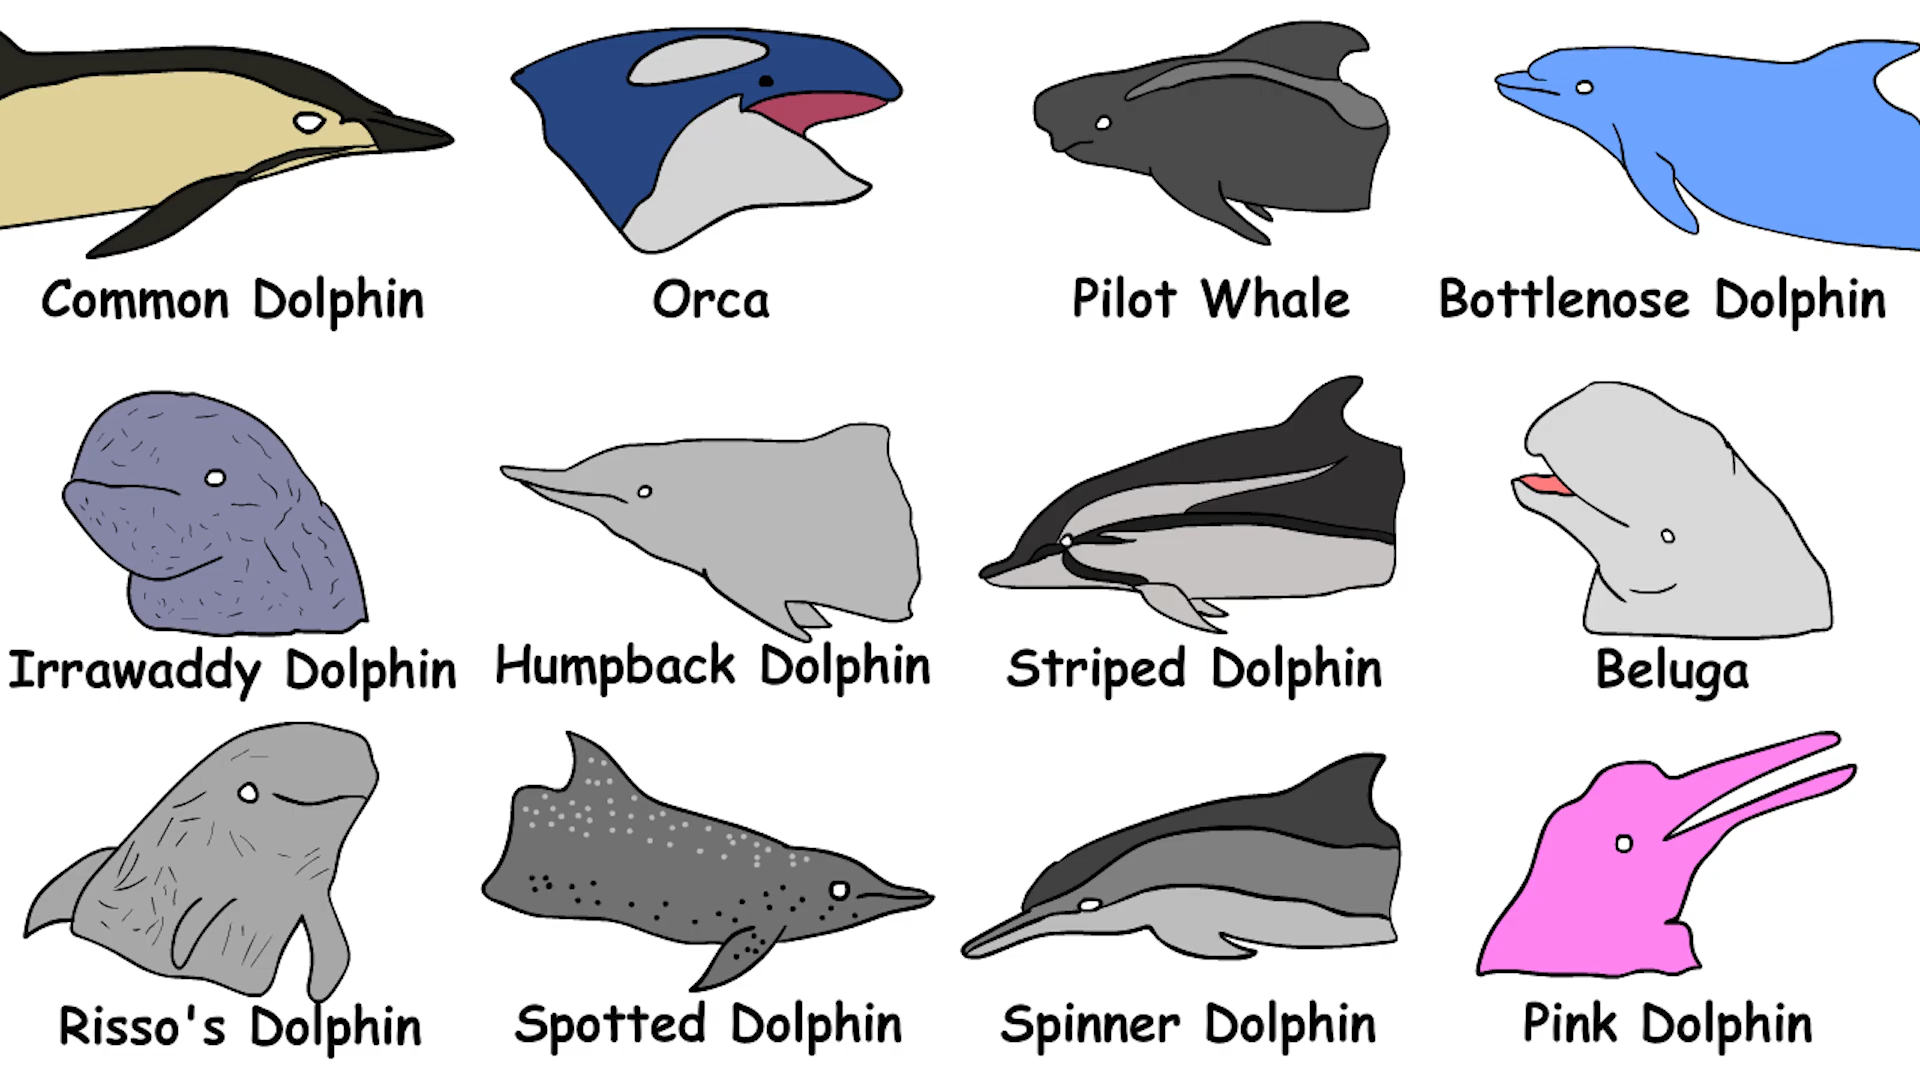 Common Dolphin
Orca
Pilot Whale
Bottlenose Dolphin
Irrawaddy Dolphin
Humpback Dolphin
Striped Dolphin
Beluga
Risso's Dolphin
Spotted Dolphin
Spinner Dolphin
Pink Dolphin